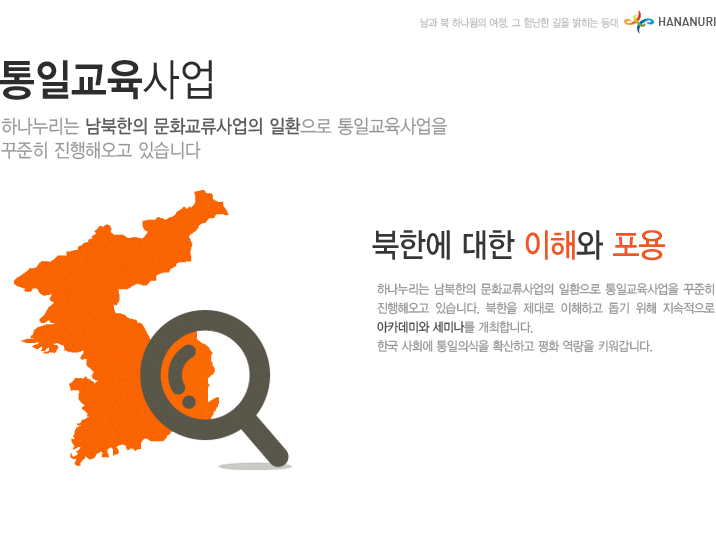 남과 북 하나됨의 여정, 그 험난한 길을 밝히는 등대 HANANURI
통일교육사업
하나누리는 남북한의 문화교류사업의 일환으로 통일교육사업을
꾸준히 진행해오고 있습니다
북한에 대한 이해와 포용
하나누리는 남북한의 문화교류사업의 일환으로 통일교육사업을 꾸준히
진행해오고 있습니다. 북한을 제대로 이해하고 돕기 위해 지속적으로
아카데미와 세미나를 개최합니다.
한국 사회에 통일의식을 확산하고 평화 역량을 키워갑니다.